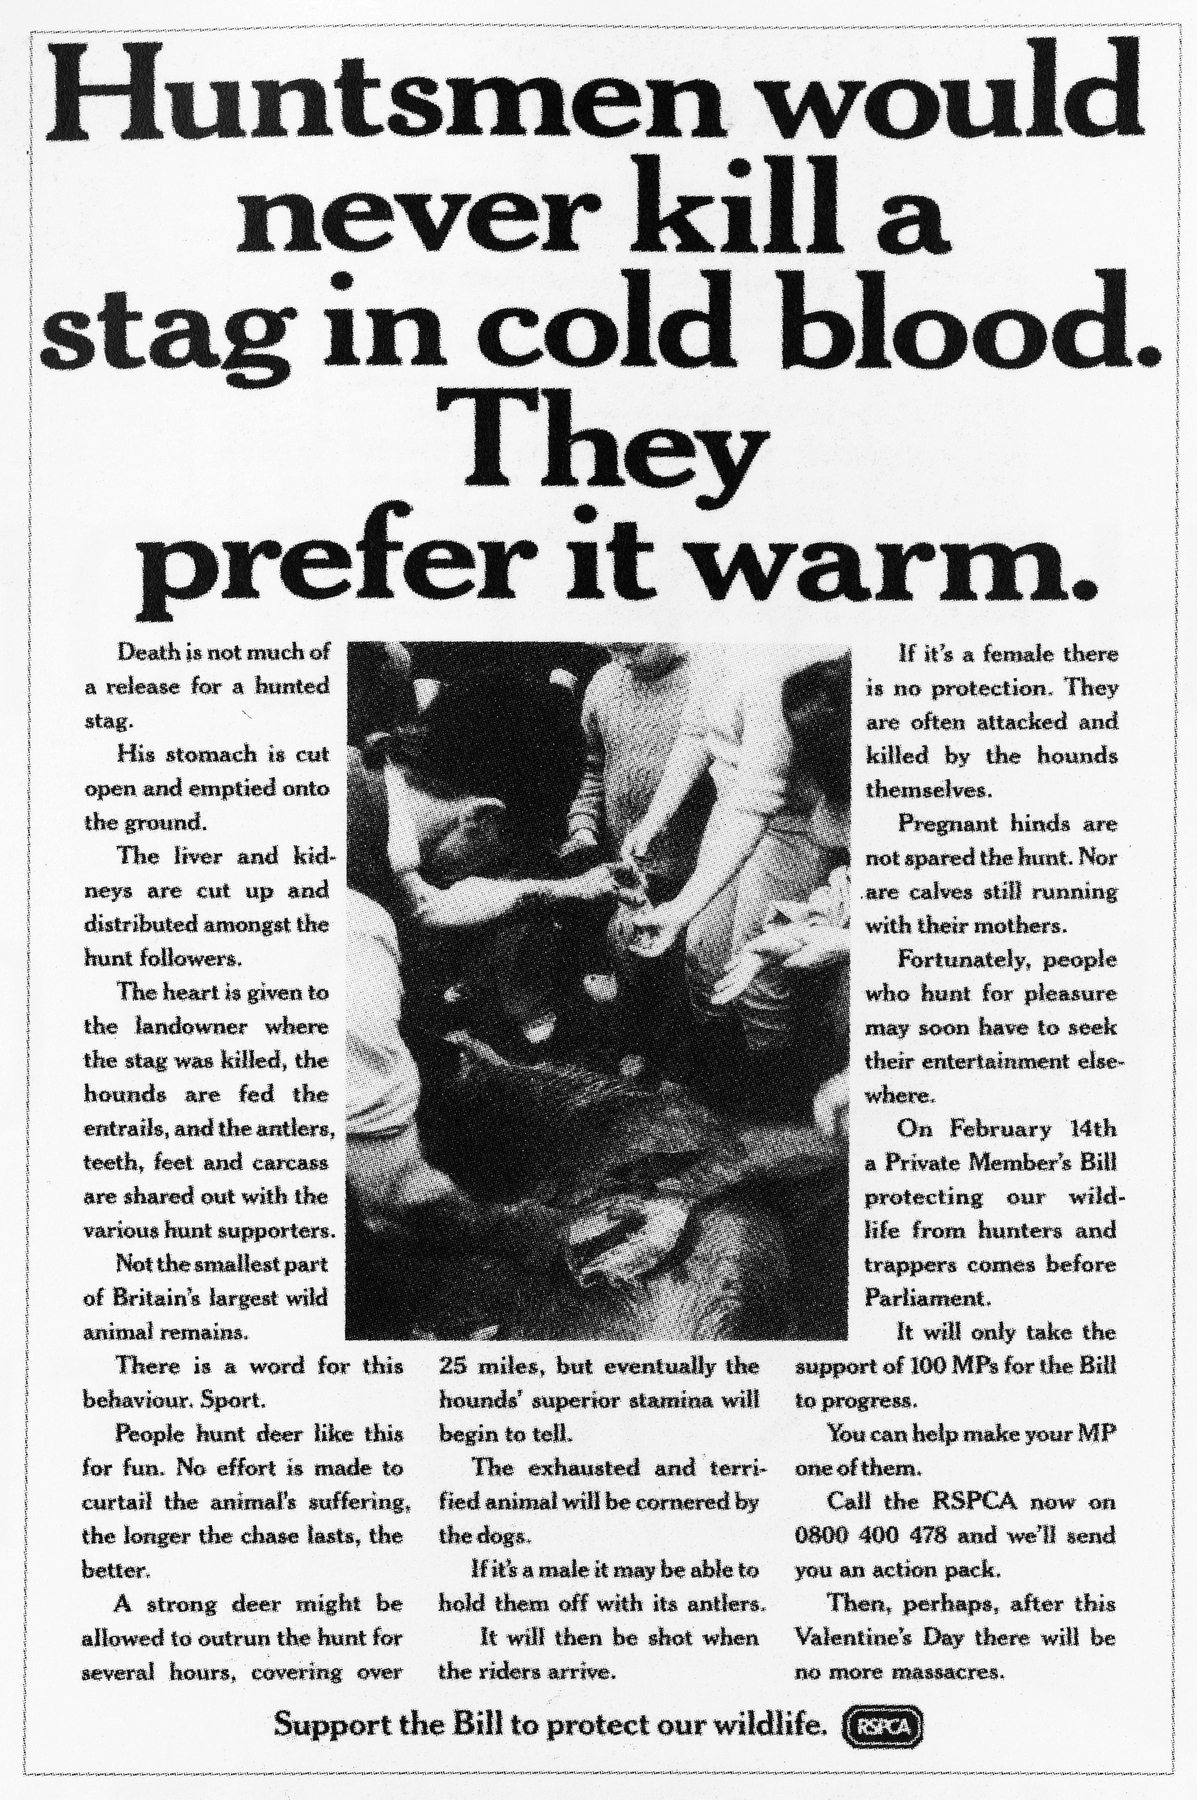 Huntsmen would
never kill a
stag in cold blood.
They
prefer it warm.
Death is not much of
a release for a hunted
stag.
His stomach is cut
open and emptied onto
the ground.
The liver and kid-
neys are cut up and
distributed amongst the
hunt followers.
The heart is given to
the landowner where
the stag was killed, the
hounds are fed the
entrails, and the antlers,
teeth, feet and carcass
are shared out with the
various hunt supporters.
Not the smallest part
of Britain's largest wild
animal remains.
There is a word for this
behaviour. Sport.
People hunt deer like this
for fun. No effort is made to
curtail the animal's suffering,
the longer the chase lasts, the
better.
A strong deer might be
allowed to outrun the hunt for
several hours, covering over
25 miles, but eventually the
hounds' superior stamina will
begin to tell.
The exhausted and terri-
fied animal will be cornered by
the dogs.
If it's a male it may be able to
hold them off with its antlers.
It will then be shot when
the riders arrive.
If it's a female there
is no protection. They
are often attacked and
killed by the hounds
themselves.
Pregnant hinds are
not spared the hunt. Nor
are calves still running
with their mothers.
Fortunately, people
who hunt for pleasure
may soon have to seek
their entertainment else-
where.
On February 14th
a Private Member's Bill
protecting our wild-
life from hunters and
trappers comes before
Parliament.
It will only take the
support of 100 MPs for the Bill
to progress.
You can help make your MP
one of them.
Call the RSPCA now on
0800 400 478 and we'll send
you an action pack.
Then, perhaps, after this
Valentine's Day there will be
no more massacres.
Support the Bill to protect our wildlife.
RSPCA